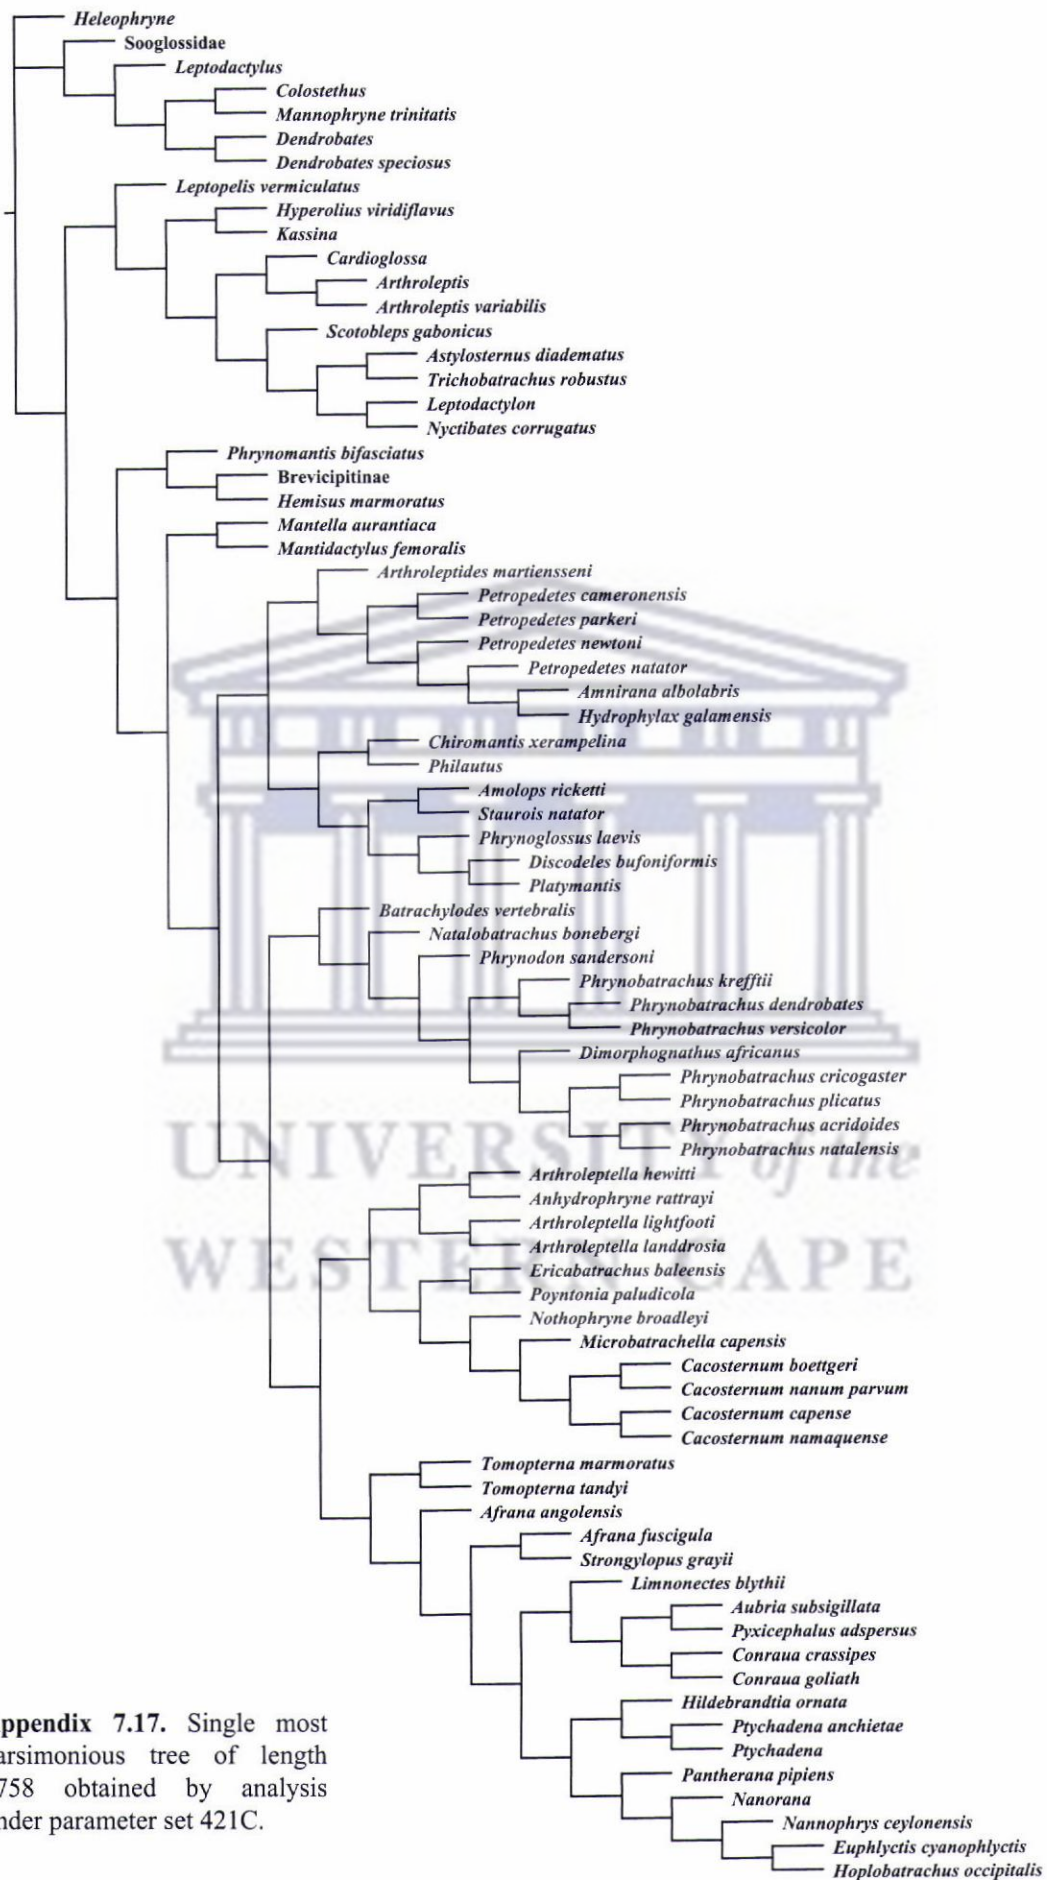 Heleophryne
Sooglossidae
Leptodactylus
Colostethus
Mannophryne trinitatis
Dendrobates
Dendrobates speciosus
Leptopelis vermiculatus
Hyperolius viridiflavus
Kassina
Cardioglossa
Arthroleptis
Arthroleptis variabilis
Scotobleps gabonicus
Astylosternus diadematus
Trichobatrachus robustus
Leptodactylon
Nyctibates corrugatus
Phrynomantis bifasciatus
Brevicipitinae
Hemisus marmoratus
Mantella aurantiaca
Mantidactylus femoralis
Arthroleptides martiensseni
Petropedetes cameronensis
Petropedetes parkeri
Petropedetes newtoni
Petropedetes natator
Amnirana albolabris
Hydrophylax galamensis
Chiromantis xerampelina
Philautus
Amolops ricketti
Staurois natator
Phrynoglossus laevis
Discodeles bufoniformis
Platymantis
Batrachylodes vertebralis
Natalobatrachus bonebergi
Phrynodon sandersoni
Phrynobatrachus krefftii
Phrynobatrachus dendrobates
Phrynobatrachus versicolor
Dimorphognathus africanus
Phrynobatrachus cricogaster
Phrynobatrachus plicatus
Phrynobatrachus acridoides
Phrynobatrachus natalensis
UNIVERSITY of the
Arthroleptella hewitti
Anhydrophryne rattrayi
Arthroleptella lightfooti
Arthroleptella landdrosia
WESTERN CAPE
Ericabatrachus baleensis
Poyntonia paludicola
Nothophryne broadleyi
Microbatrachella capensis
Cacosternum boettgeri
Cacosternum nanum parvum
Cacosternum capense
Cacosternum namaquense
Tomopterna marmoratus
Tomopterna tandyi
Afrana angolensis
Afrana fuscigula
Strongylopus grayii
Limnonectes blythii
Aubria subsigillata
Pyxicephalus adspersus
Conraua crassipes
Conraua goliath
Hildebrandtia ornata
Ptychadena anchietae
Ptychadena
Pantherana pipiens
Nanorana
Nannophrys ceylonensis
Euphlyctis cyanophlyctis
Hoplobatrachus occipitalis
ppendix 7.17. Single most
arsimonious tree of length
758 obtained by analysis
nder parameter set 421C.